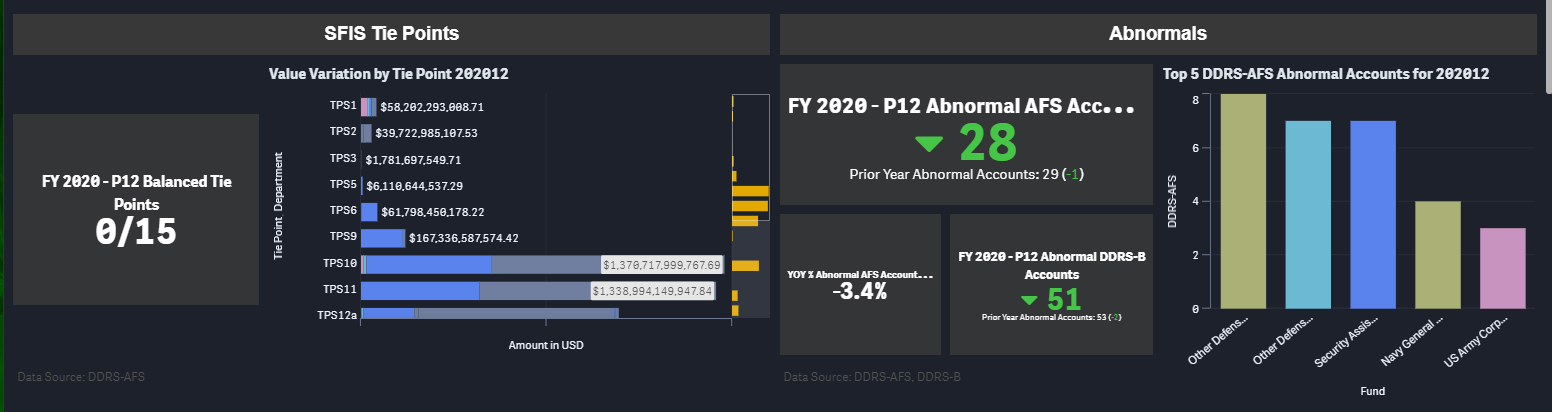 SFIS Tie Points
FY 2020 - P12 Balanced Tie
Points
0/15
Value Variation by Tie Point 202012
Tie Point, Department
TPS1
$58,202,293,008.71
TPS2
$39,722,985,107.53
TPS3
$1,781,697,549.71
TPS5
$6,110,644,537.29
TPS6
$61,798,450,178.22
TPS9
$167,336,587,574.42
TPS10
$1,370,717,999,767.69
TPS11
$1,338,994,149,947.84
TPS12a
Amount in USD
Data Source: DDRS-AFS
Abnormals
FY 2020 - P12 Abnormal AFS Acc...
28
Prior Year Abnormal Accounts: 29 (-1)
YOY % Abnormal AFS Account...
-3.4%
FY 2020 - P12 Abnormal DDRS-B
Accounts
51
Prior Year Abnormal Accounts: 53 (-2)
Top 5 DDRS-AFS Abnormal Accounts for 202012
DDRS-AFS
8
6
4
2
0
Other Defens...
Other Defens...
Security Assis...
Navy General ...
US Army Corp...
Fund
Data Source: DDRS-AFS, DDRS-B